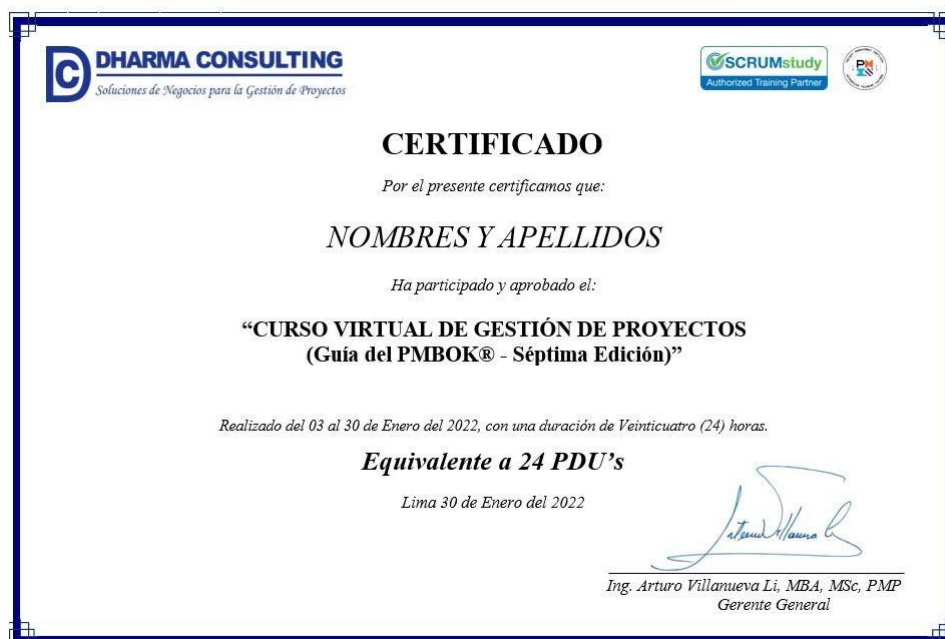 DHARMA CONSULTING
Soluciones de Negocios para la Gestión de Proyectos
SCRUMstudy
Authorized Training Partner
CERTIFICADO
Por el presente certificamos que:
NOMBRES Y APELLIDOS
Ha participado y aprobado el:
“CURSO VIRTUAL DE GESTIÓN DE PROYECTOS
(Guía del PMBOK® - Séptima Edición)”
Realizado del 03 al 30 de Enero del 2022, con una duración de Veinticuatro (24) horas.
Equivalente a 24 PDU’s
Lima 30 de Enero del 2022
Ing. Arturo Villanueva Li, MBA, MSc, PMP
Gerente General